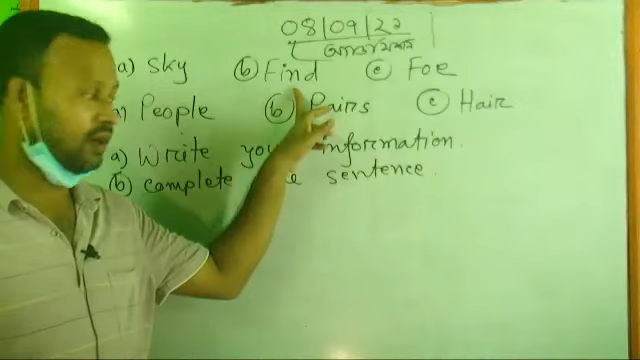 08/09/22
a) Sky (b) Find (c) Foe
) People (b) Pairs (c) Hair
a) Write you information.
(b) complete e sentence.